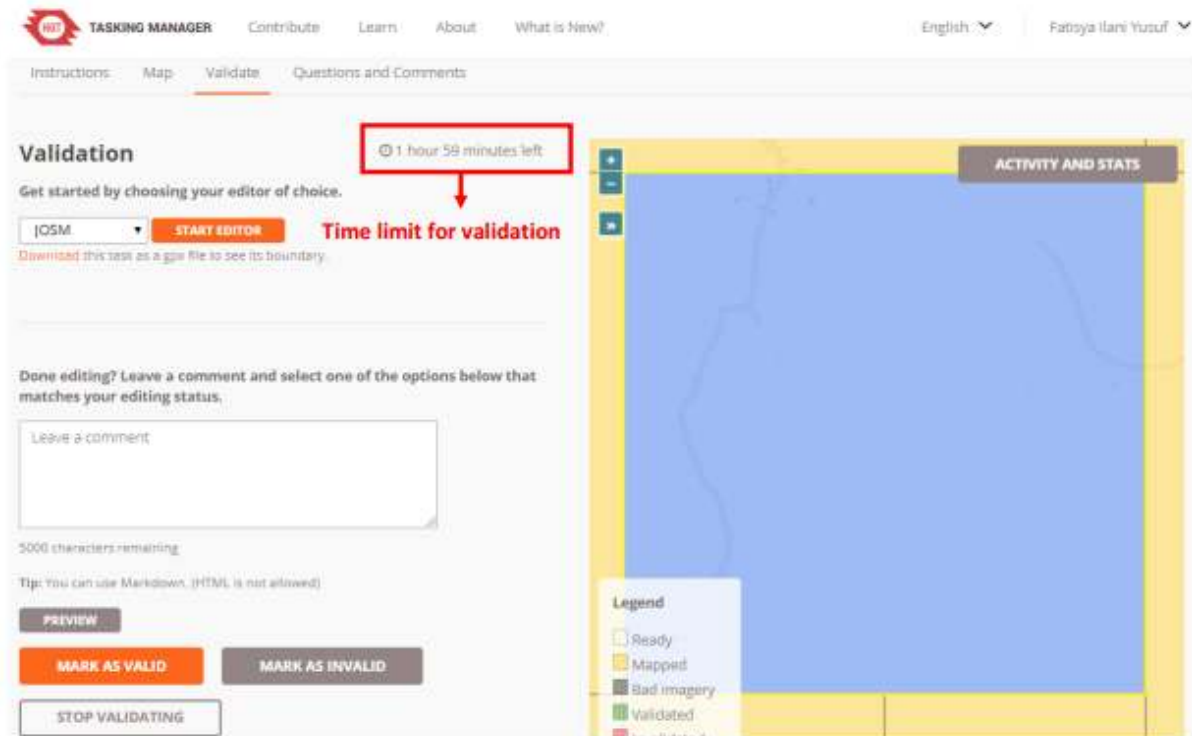 HOT TASKING MANAGER Contribute Learn About What is New? English Fatisya Ilani Yusuf
Instructions Map Validate Questions and Comments
Validation
1 hour 59 minutes left
ACTIVITY AND STATS
Get started by choosing your editor of choice.
JOSM START EDITOR
Time limit for validation
Download this task as a gpx file to see its boundary.
Done editing? Leave a comment and select one of the options below that
matches your editing status.
Leave a comment
5000 characters remaining
Tip: You can use Markdown. (HTML is not allowed)
PREVIEW
MARK AS VALID MARK AS INVALID
STOP VALIDATING
+
−
»
Legend
Ready
Mapped
Bad imagery
Validated